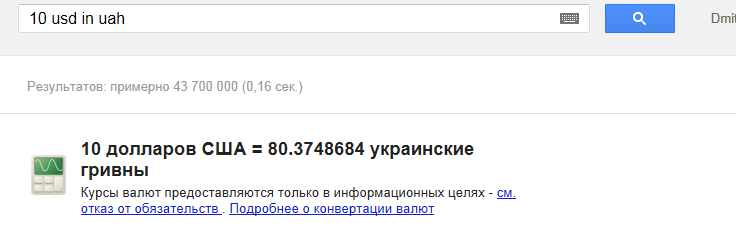 10 usd in uah
Dmit
Результатов: примерно 43 700 000 (0,16 сек.)
10 долларов США = 80.3748684 украинские
гривны
Курсы валют предоставляются только в информационных целях - см.
отказ от обязательств . Подробнее о конвертации валют